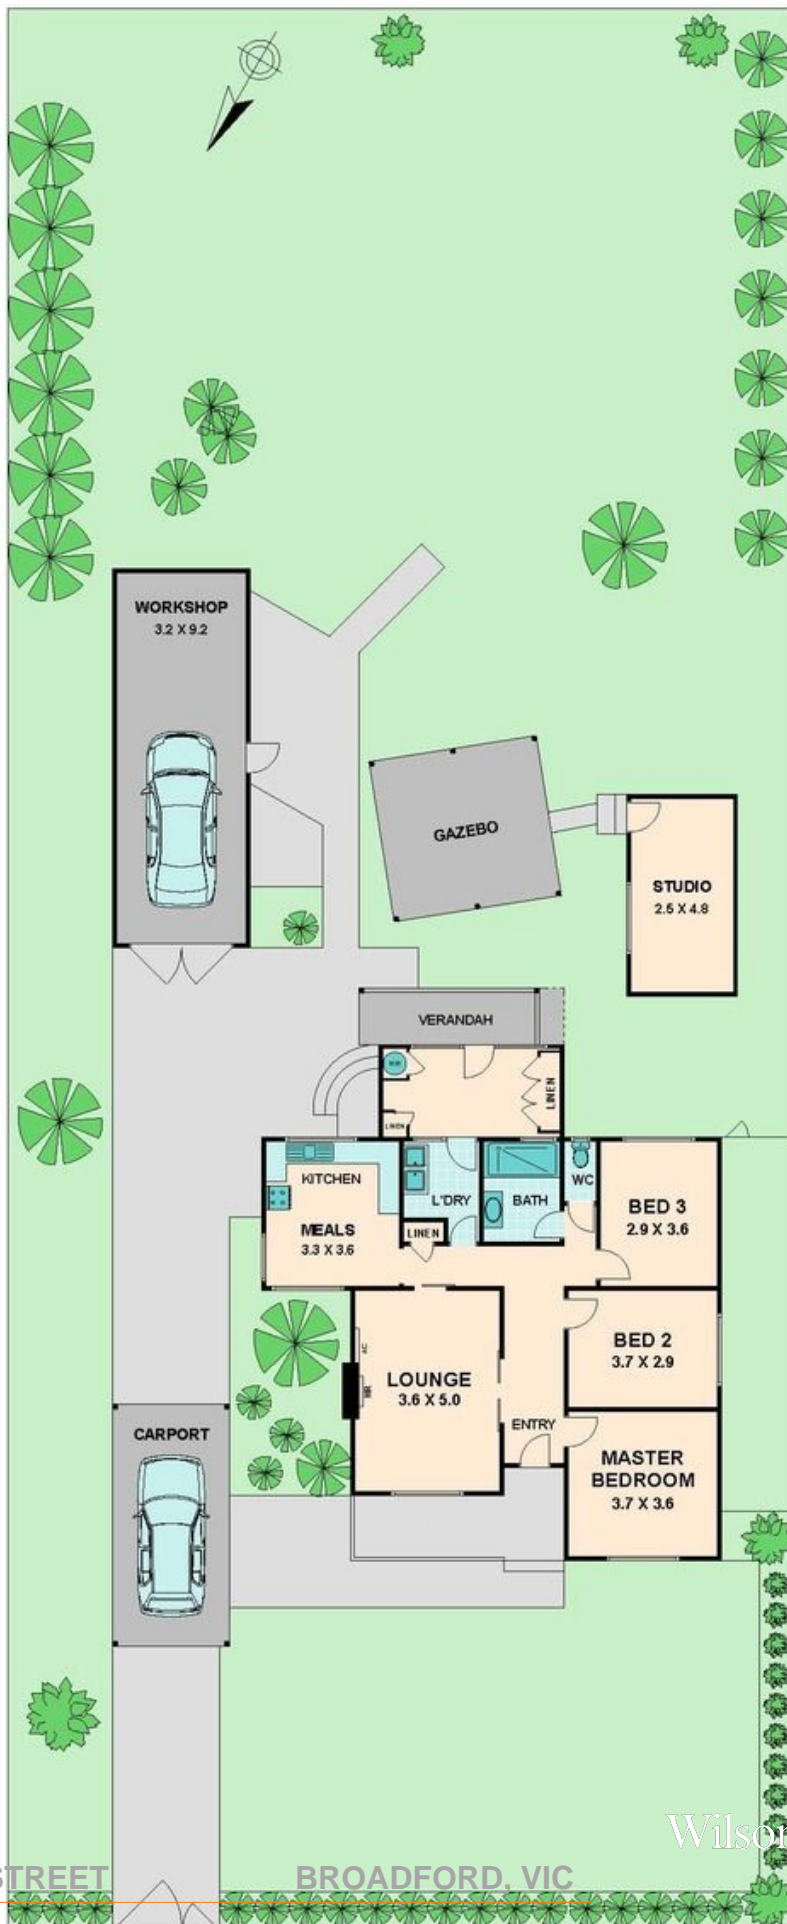 WORKSHOP
3.2 X 9.2
GAZEBO
STUDIO
2.5 X 4.8
VERANDAH
LINEN
LINEN
KITCHEN
L'DRY
BATH
WC
MEALS
3.3 X 3.6
LINEN
BED 3
2.9 X 3.6
BED 2
3.7 X 2.9
AC
LOUNGE
3.6 X 5.0
ENTRY
MASTER
BEDROOM
3.7 X 3.6
CARPORT
Wilson
STREET BROADFORD, VIC